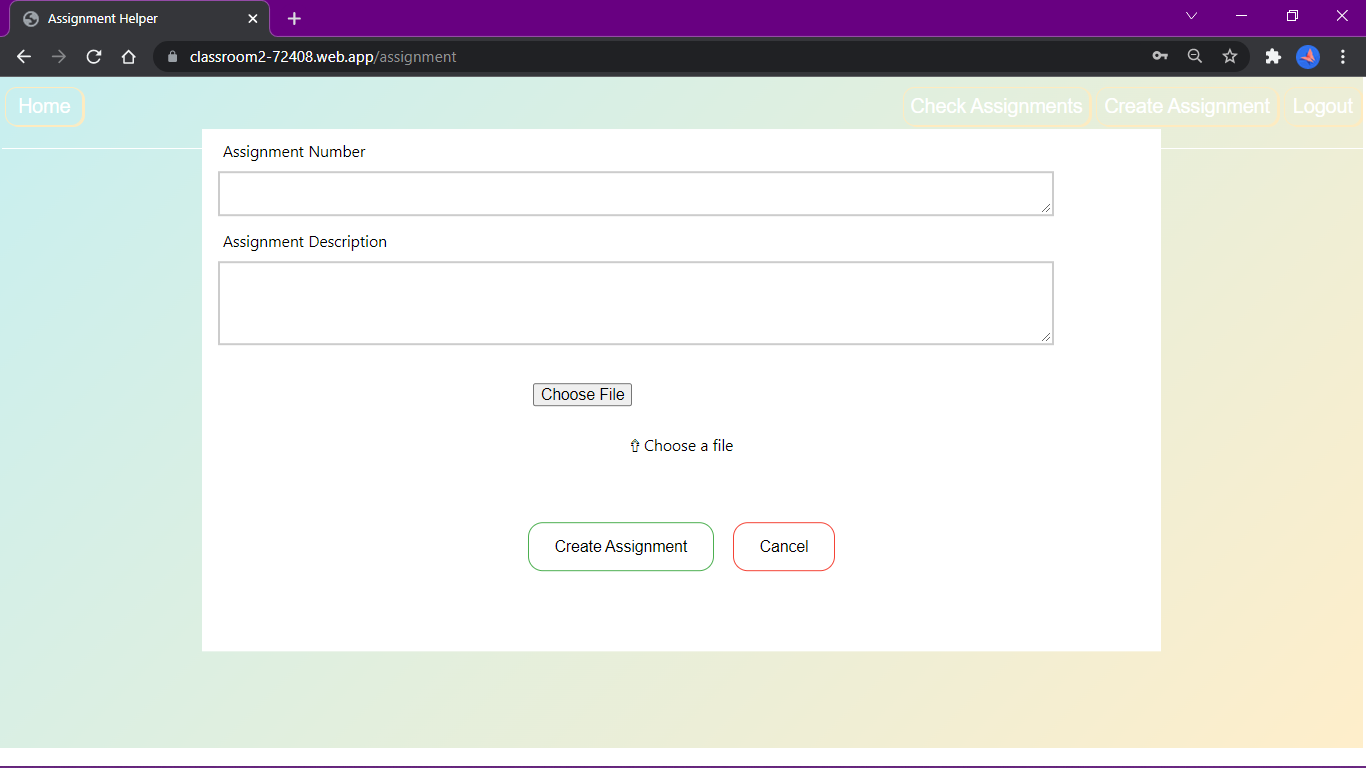 Assignment Helper
classroom2-72408.web.app/assignment
Home Check Assignments Create Assignment Logout
Assignment Number
Assignment Description
Choose File
⇧ Choose a file
Create Assignment Cancel